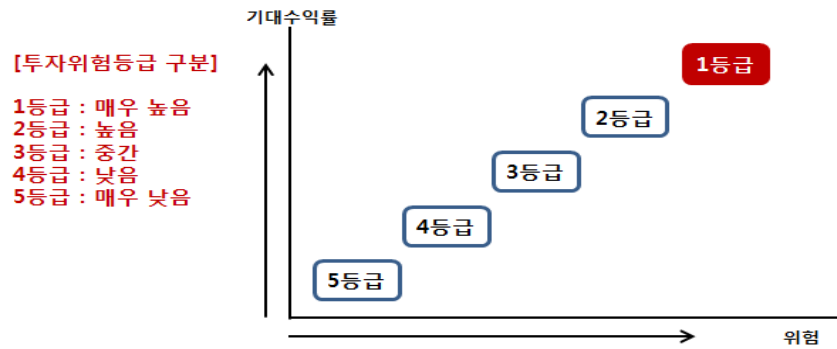 기대수익률
[투자위험등급 구분]
1등급 : 매우 높음
2등급 : 높음
3등급 : 중간
4등급 : 낮음
5등급 : 매우 낮음
1등급
2등급
3등급
4등급
5등급
위험